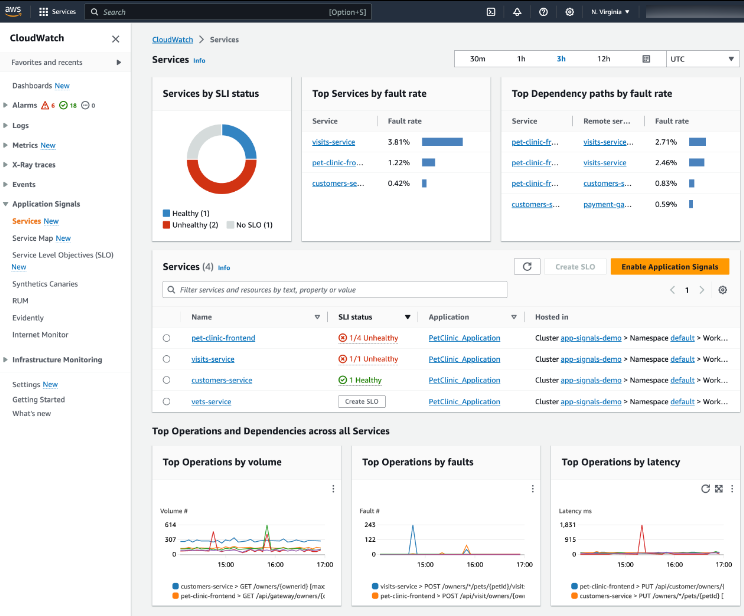 aws
Services
Search
[Option+S]
N. Virginia
CloudWatch
Favorites and recents
Dashboards New
Alarms 6 18 0
Logs
Metrics New
X-Ray traces
Events
Application Signals
Services New
Service Map New
Service Level Objectives (SLO)
New
Synthetics Canaries
RUM
Evidently
Internet Monitor
Infrastructure Monitoring
Settings New
Getting Started
What's new
CloudWatch > Services
Services Info
30m 1h 3h 12h UTC
Services by SLI status
Healthy (1)
Unhealthy (2) No SLO (1)
Top Services by fault rate
Service Fault rate
visits-service 3.81%
pet-clinic-fro... 1.22%
customers-se... 0.42%
Top Dependency paths by fault rate
Service Remote ser... Fault rate
pet-clinic-fr... visits-service... 2.71%
pet-clinic-fr... visits-service 2.46%
pet-clinic-fr... customers-s... 0.83%
customers-s... payment-ga... 0.59%
Services (4) Info
Create SLO
Enable Application Signals
Filter services and resources by text, property or value
1
Name SLI status Application Hosted in
pet-clinic-frontend 1/4 Unhealthy PetClinic_Application Cluster app-signals-demo > Namespace default > Work...
visits-service 1/1 Unhealthy PetClinic_Application Cluster app-signals-demo > Namespace default > Work...
customers-service 1 Healthy PetClinic_Application Cluster app-signals-demo > Namespace default > Work...
vets-service Create SLO PetClinic_Application Cluster app-signals-demo > Namespace default > Work...
Top Operations and Dependencies across all Services
Top Operations by volume
Volume #
614
307
0
15:00 16:00 17:00
customers-service > GET /owners/{ownerId} [max
pet-clinic-frontend > GET /api/gateway/owners/{c
Top Operations by faults
Fault #
243
122
0
15:00 16:00 17:00
visits-service > POST /owners/*/pets/{petId}/visit
pet-clinic-frontend > POST /api/visit/owners/{ow
Top Operations by latency
Latency ms
1,831
915
0
15:00 16:00 17:00
pet-clinic-frontend > PUT /api/customer/owners/{
customers-service > PUT /owners/*/pets/{petId} [